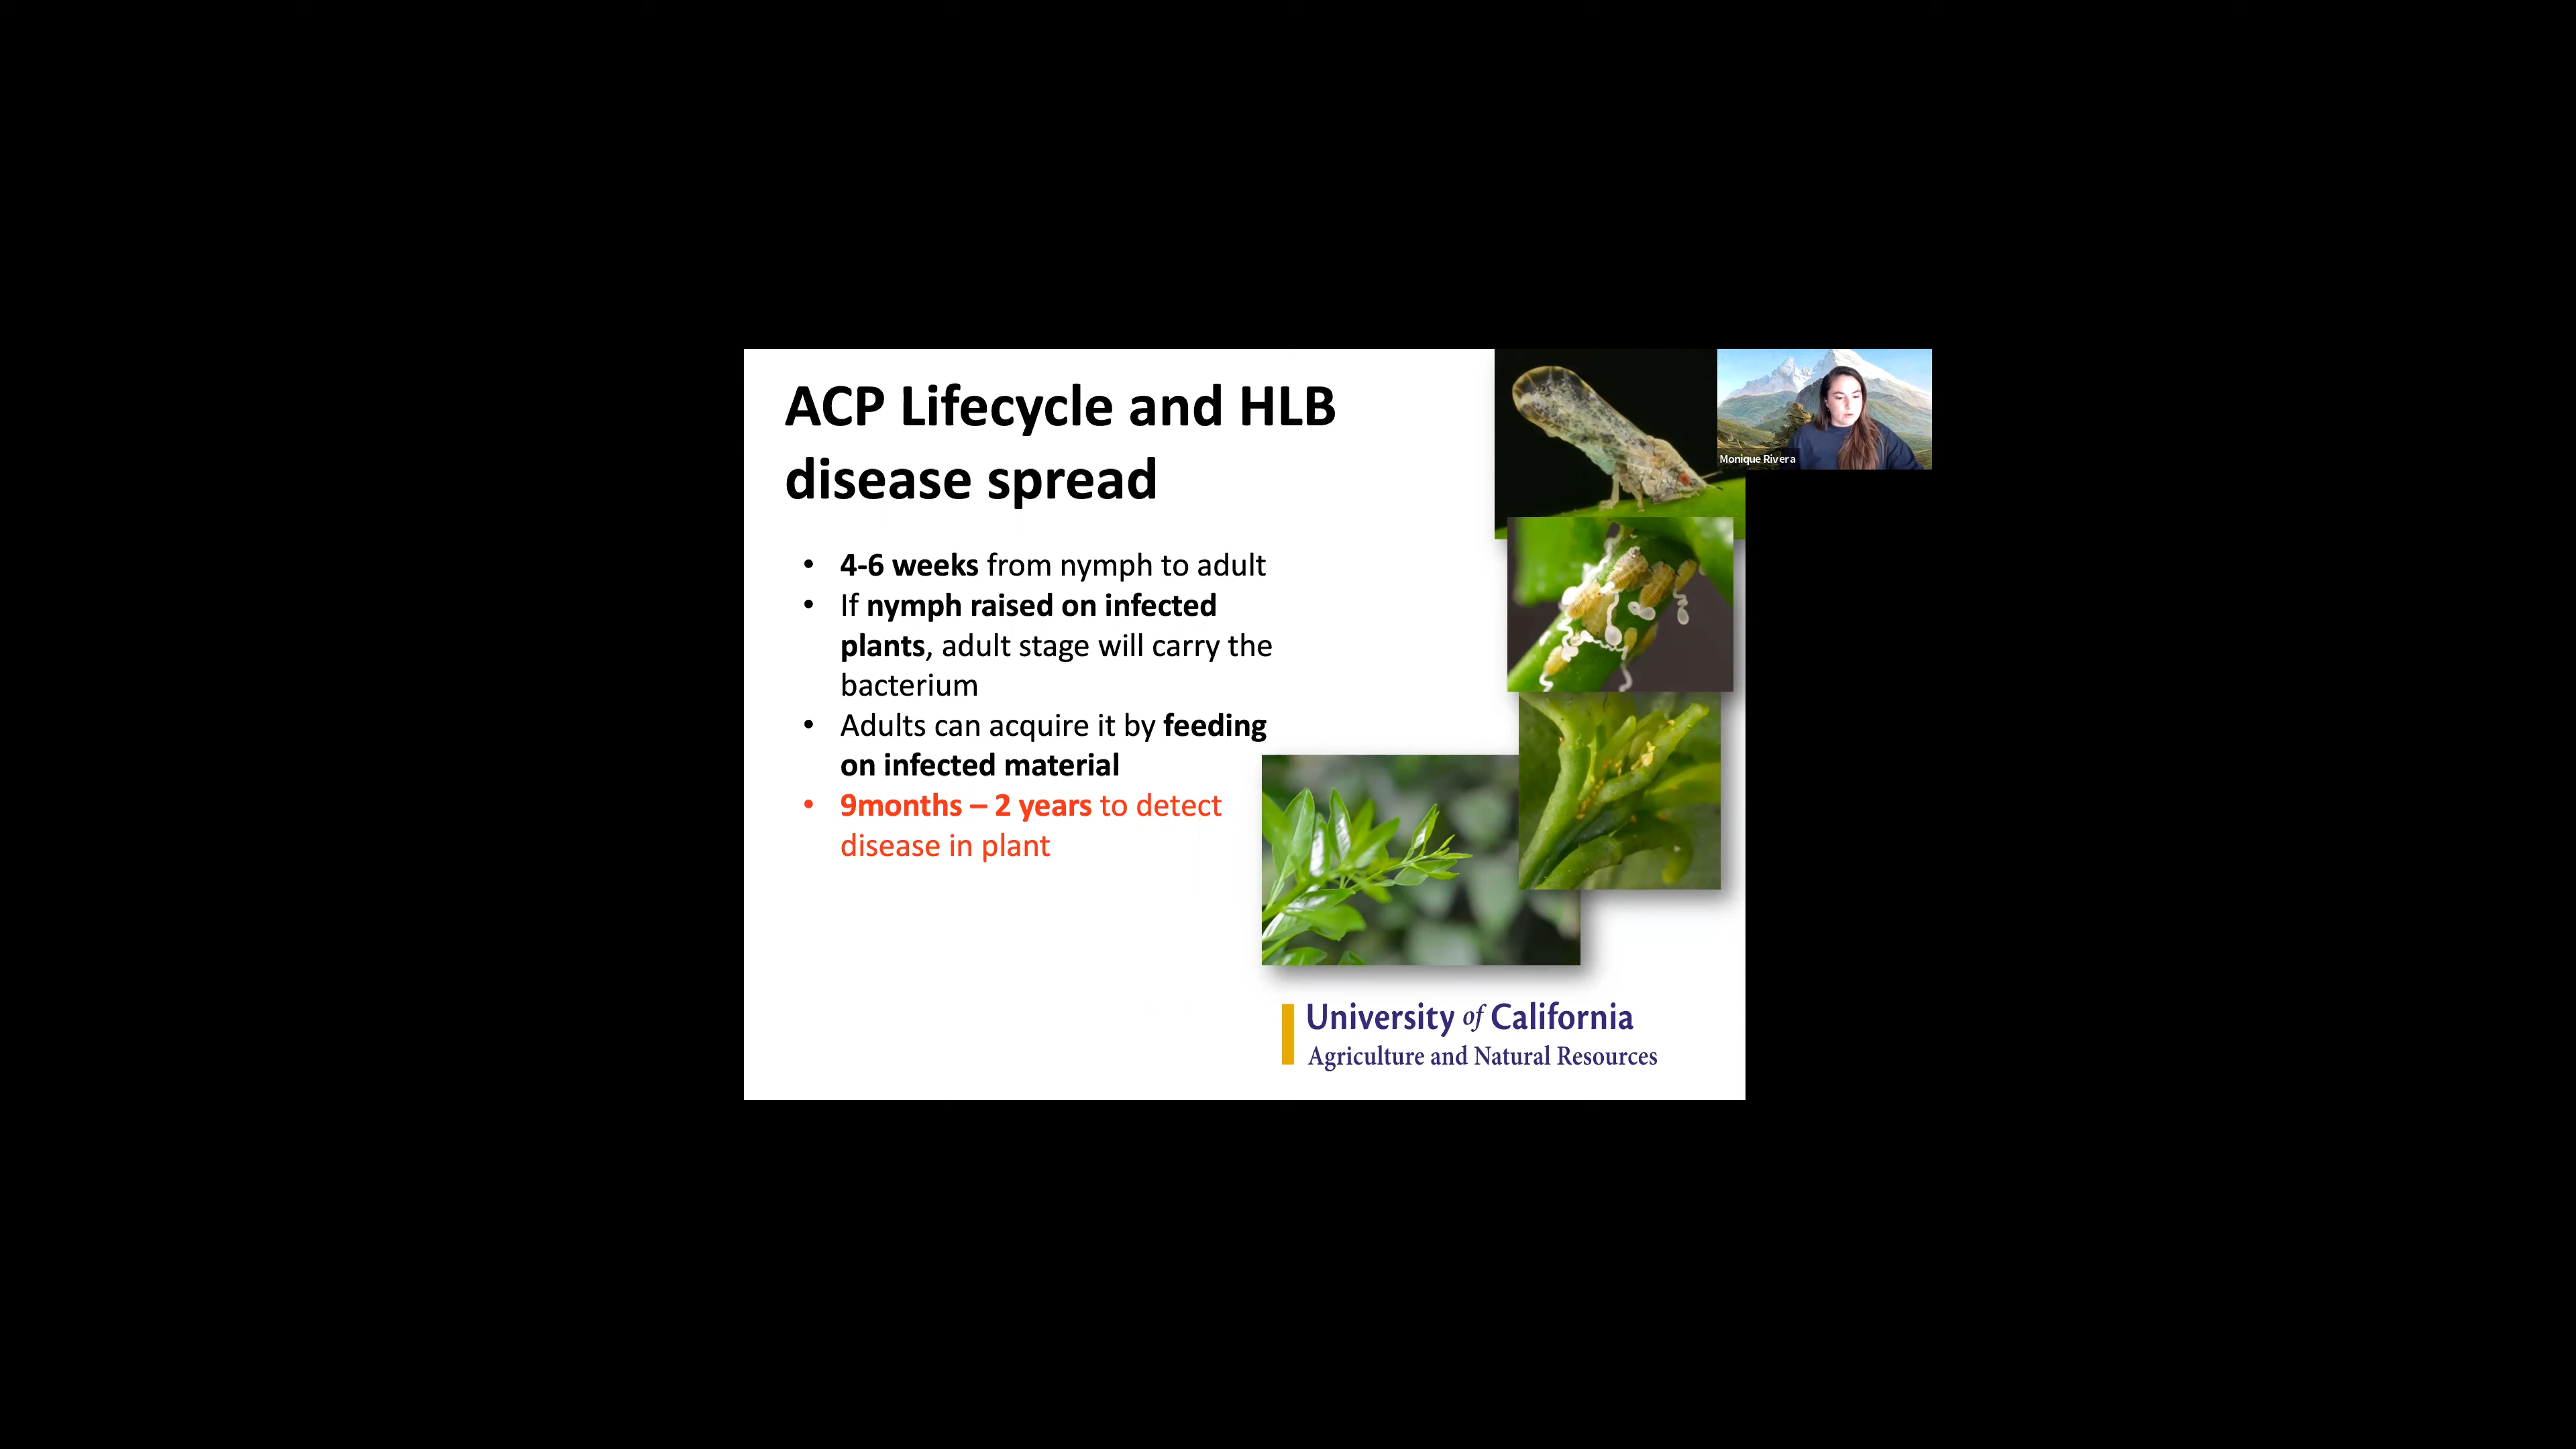 ACP Lifecycle and HLB
disease spread
Monique Rivera
• 4-6 weeks from nymph to adult
• If nymph raised on infected
plants, adult stage will carry the
bacterium
• Adults can acquire it by feeding
on infected material
• 9months – 2 years to detect
disease in plant
University of California
Agriculture and Natural Resources